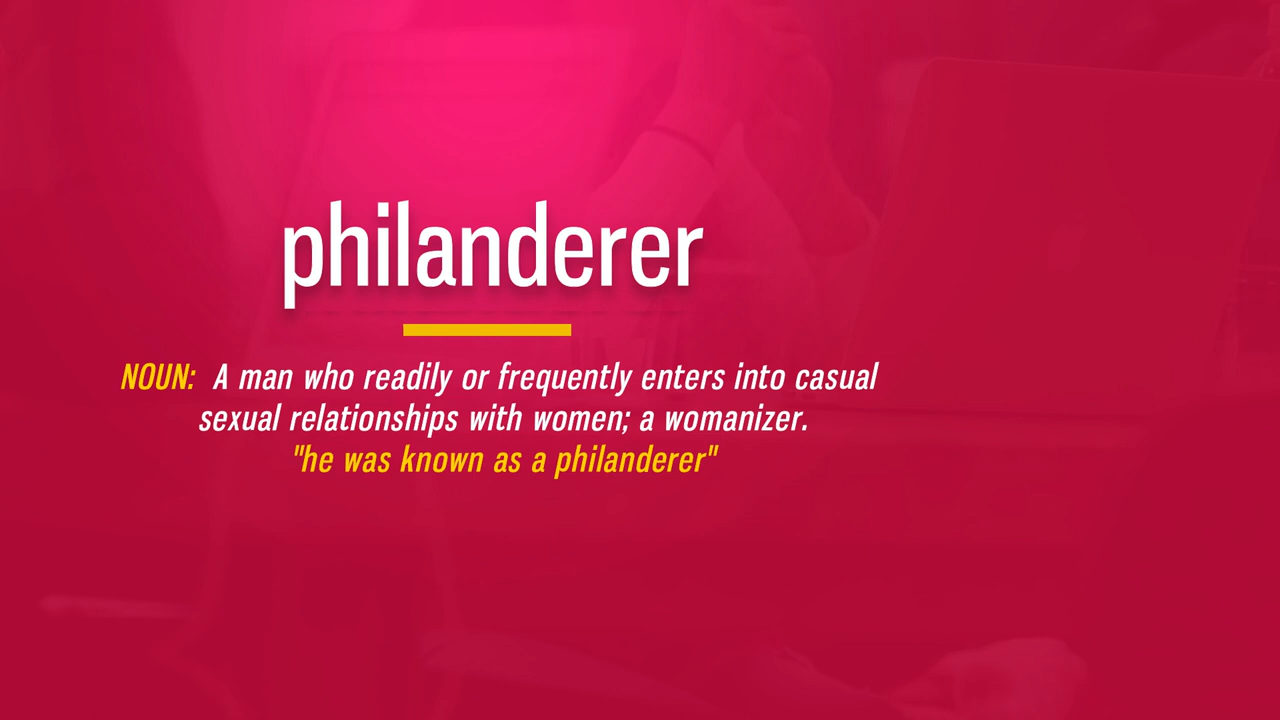 philanderer
NOUN: A man who readily or frequently enters into casual
sexual relationships with women; a womanizer.
"he was known as a philanderer"